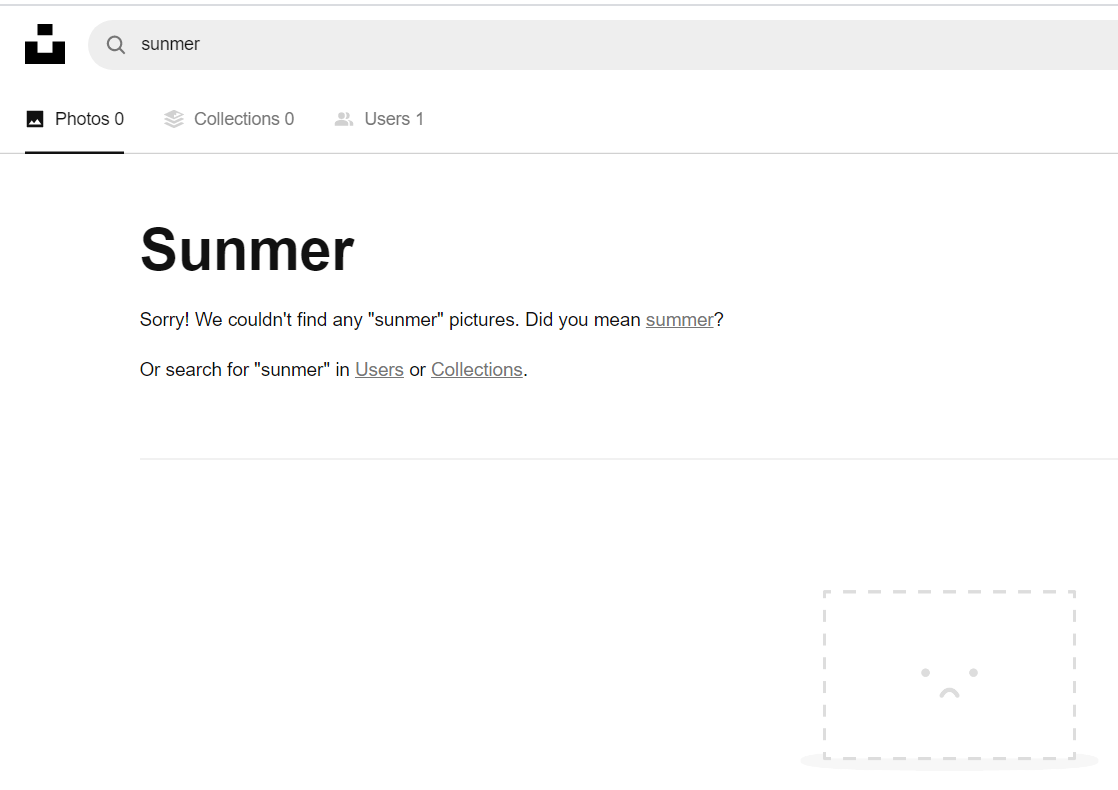 sunmer
Photos 0
Collections 0
Users 1
Sunmer
Sorry! We couldn't find any "sunmer" pictures. Did you mean summer?
Or search for "sunmer" in Users or Collections.